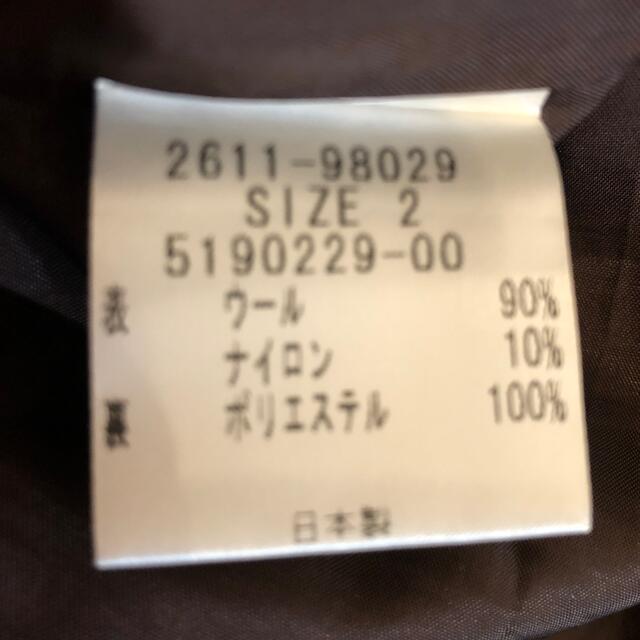 2611-98029
SIZE 2
5190229-00
表 ウール 90%
ナイロン 10%
裏 ポリエステル 100%
日本製